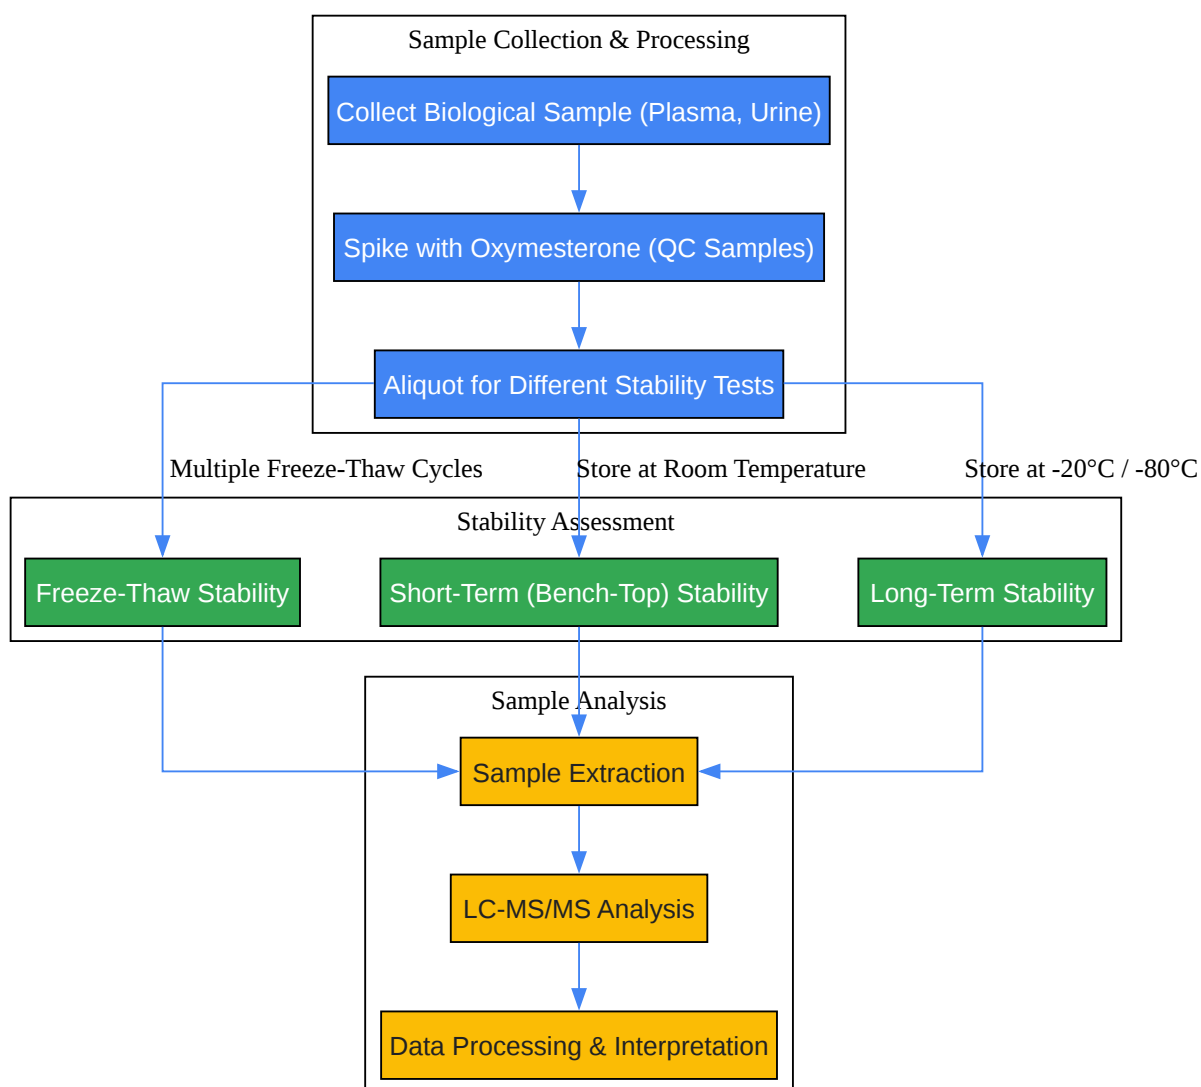 Sample Collection & Processing
Collect Biological Sample (Plasma, Urine)
Spike with Oxymesterone (QC Samples)
Aliquot for Different Stability Tests
Multiple Freeze-Thaw Cycles
Store at Room Temperature
Store at -20°C / -80°C
Stability Assessment
Freeze-Thaw Stability
Short-Term (Bench-Top) Stability
Long-Term Stability
Sample Analysis
Sample Extraction
LC-MS/MS Analysis
Data Processing & Interpretation